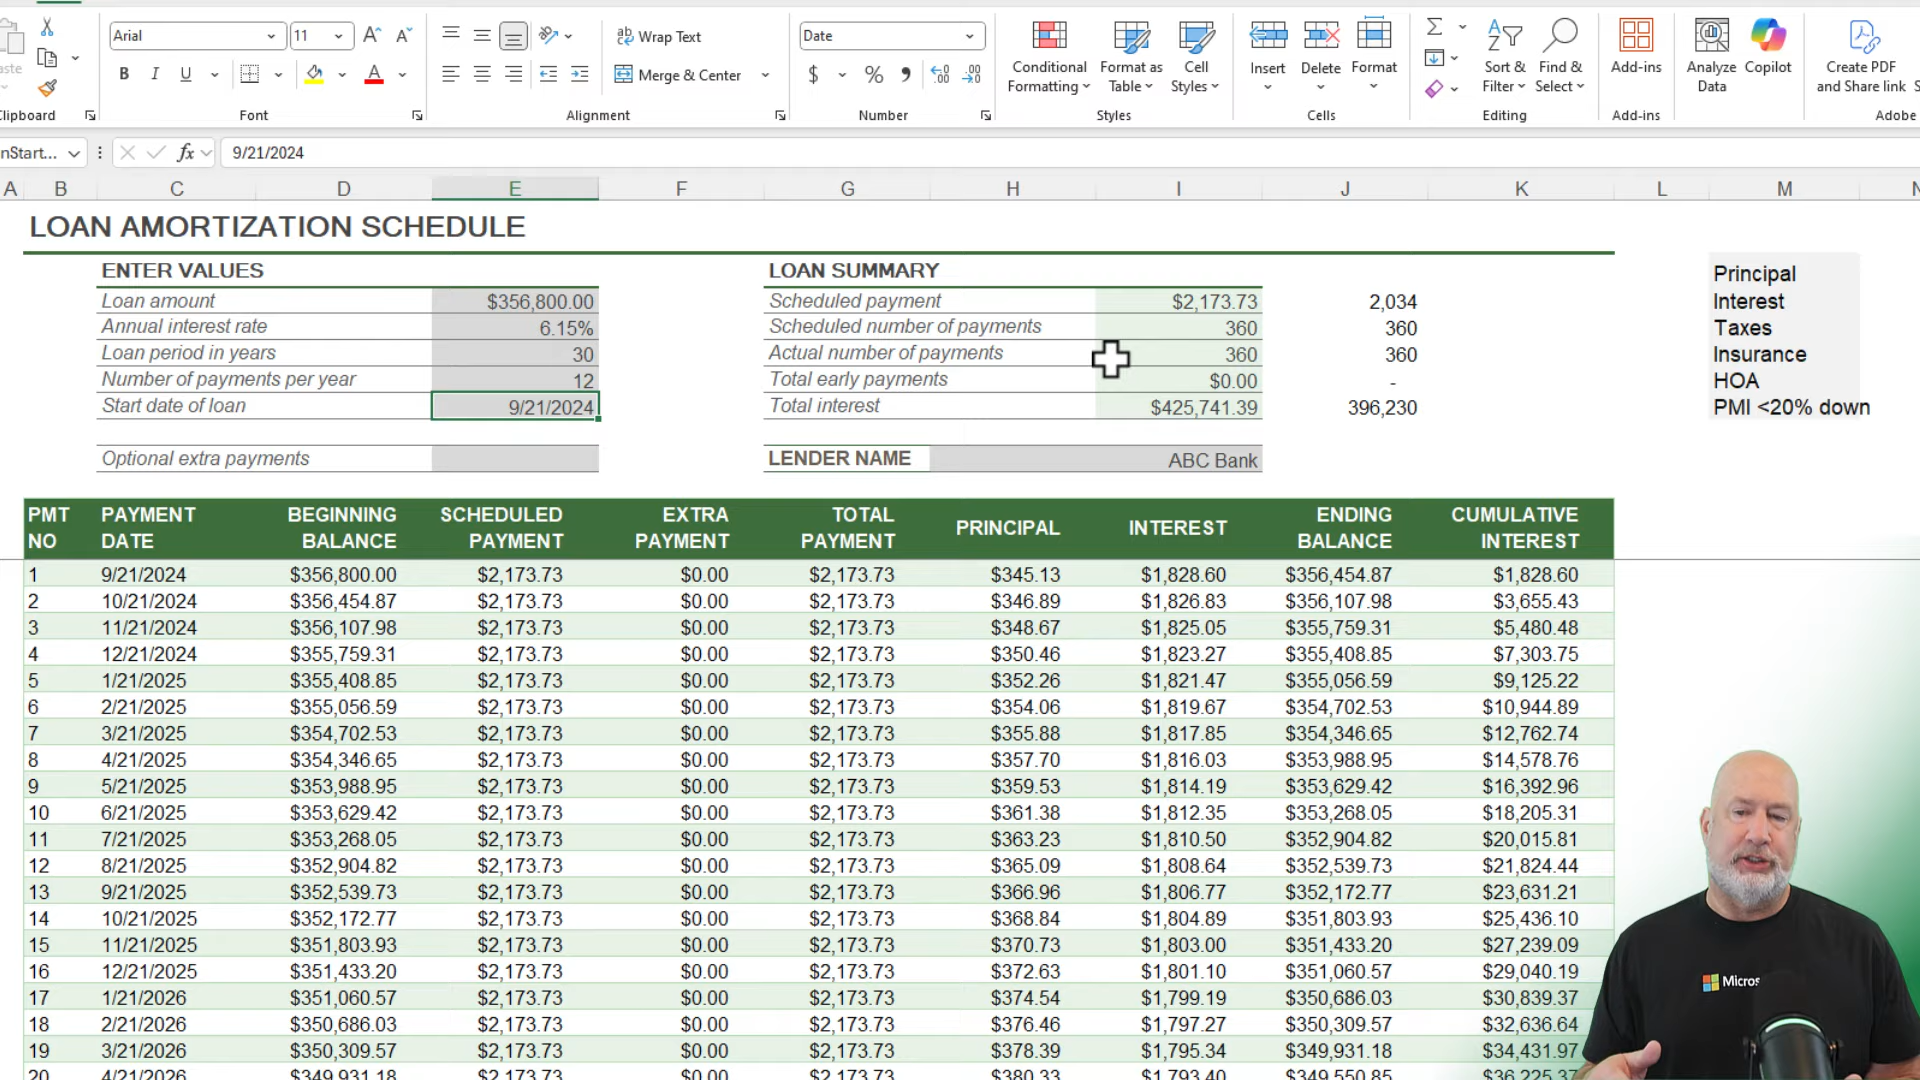 Arial 11 Wrap Text Date
B I U Merge & Center $ %
Conditional Formatting Format as Table Cell Styles Insert Delete Format Sort & Filter Find & Select Add-ins Analyze Data Copilot Create PDF and Share link
Font Alignment Number Styles Cells Editing Add-ins Adobe
fx 9/21/2024
A B C D E F G H I J K L M
LOAN AMORTIZATION SCHEDULE
ENTER VALUES
Loan amount $356,800.00
Annual interest rate 6.15%
Loan period in years 30
Number of payments per year 12
Start date of loan 9/21/2024
Optional extra payments
LOAN SUMMARY
Scheduled payment $2,173.73 2,034
Scheduled number of payments 360 360
Actual number of payments 360 360
Total early payments $0.00 -
Total interest $425,741.39 396,230
LENDER NAME ABC Bank
Principal
Interest
Taxes
Insurance
HOA
PMI <20% down
PMT NO PAYMENT DATE BEGINNING BALANCE SCHEDULED PAYMENT EXTRA PAYMENT TOTAL PAYMENT PRINCIPAL INTEREST ENDING BALANCE CUMULATIVE INTEREST
1 9/21/2024 $356,800.00 $2,173.73 $0.00 $2,173.73 $345.13 $1,828.60 $356,454.87 $1,828.60
2 10/21/2024 $356,454.87 $2,173.73 $0.00 $2,173.73 $346.89 $1,826.83 $356,107.98 $3,655.43
3 11/21/2024 $356,107.98 $2,173.73 $0.00 $2,173.73 $348.67 $1,825.05 $355,759.31 $5,480.48
4 12/21/2024 $355,759.31 $2,173.73 $0.00 $2,173.73 $350.46 $1,823.27 $355,408.85 $7,303.75
5 1/21/2025 $355,408.85 $2,173.73 $0.00 $2,173.73 $352.26 $1,821.47 $355,056.59 $9,125.22
6 2/21/2025 $355,056.59 $2,173.73 $0.00 $2,173.73 $354.06 $1,819.67 $354,702.53 $10,944.89
7 3/21/2025 $354,702.53 $2,173.73 $0.00 $2,173.73 $355.88 $1,817.85 $354,346.65 $12,762.74
8 4/21/2025 $354,346.65 $2,173.73 $0.00 $2,173.73 $357.70 $1,816.03 $353,988.95 $14,578.76
9 5/21/2025 $353,988.95 $2,173.73 $0.00 $2,173.73 $359.53 $1,814.19 $353,629.42 $16,392.96
10 6/21/2025 $353,629.42 $2,173.73 $0.00 $2,173.73 $361.38 $1,812.35 $353,268.05 $18,205.31
11 7/21/2025 $353,268.05 $2,173.73 $0.00 $2,173.73 $363.23 $1,810.50 $352,904.82 $20,015.81
12 8/21/2025 $352,904.82 $2,173.73 $0.00 $2,173.73 $365.09 $1,808.64 $352,539.73 $21,824.44
13 9/21/2025 $352,539.73 $2,173.73 $0.00 $2,173.73 $366.96 $1,806.77 $352,172.77 $23,631.21
14 10/21/2025 $352,172.77 $2,173.73 $0.00 $2,173.73 $368.84 $1,804.89 $351,803.93 $25,436.10
15 11/21/2025 $351,803.93 $2,173.73 $0.00 $2,173.73 $370.73 $1,803.00 $351,433.20 $27,239.09
16 12/21/2025 $351,433.20 $2,173.73 $0.00 $2,173.73 $372.63 $1,801.10 $351,060.57 $29,040.19
17 1/21/2026 $351,060.57 $2,173.73 $0.00 $2,173.73 $374.54 $1,799.19 $350,686.03 $30,839.37
18 2/21/2026 $350,686.03 $2,173.73 $0.00 $2,173.73 $376.46 $1,797.27 $350,309.57 $32,636.64
19 3/21/2026 $350,309.57 $2,173.73 $0.00 $2,173.73 $378.39 $1,795.34 $349,931.18 $34,431.97
20 4/21/2026 $349,931.18 $2,173.73 $0.00 $2,173.73 $380.33 $1,793.40 $349,550.85 $36,225.37